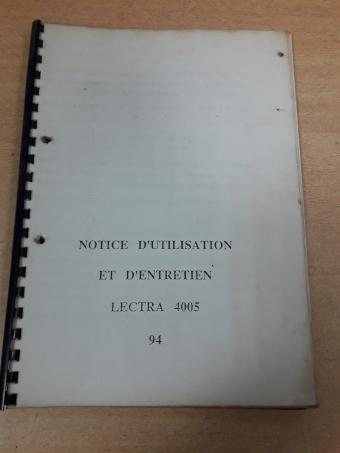 NOTICE D'UTILISATION
ET D'ENTRETIEN
LECTRA 4005
94